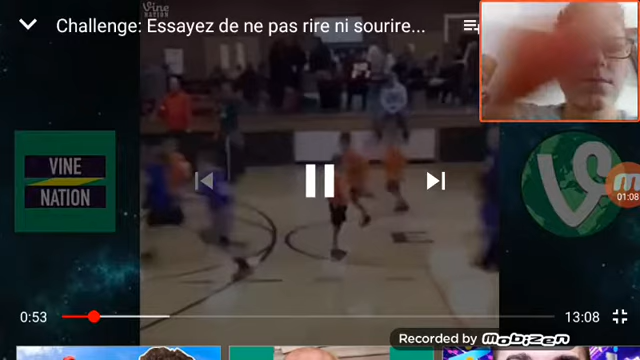 Vine
NATION
Challenge: Essayez de ne pas rire ni sourire...
VINE
NATION
1:08
0:53
13:08
Recorded by mobizen